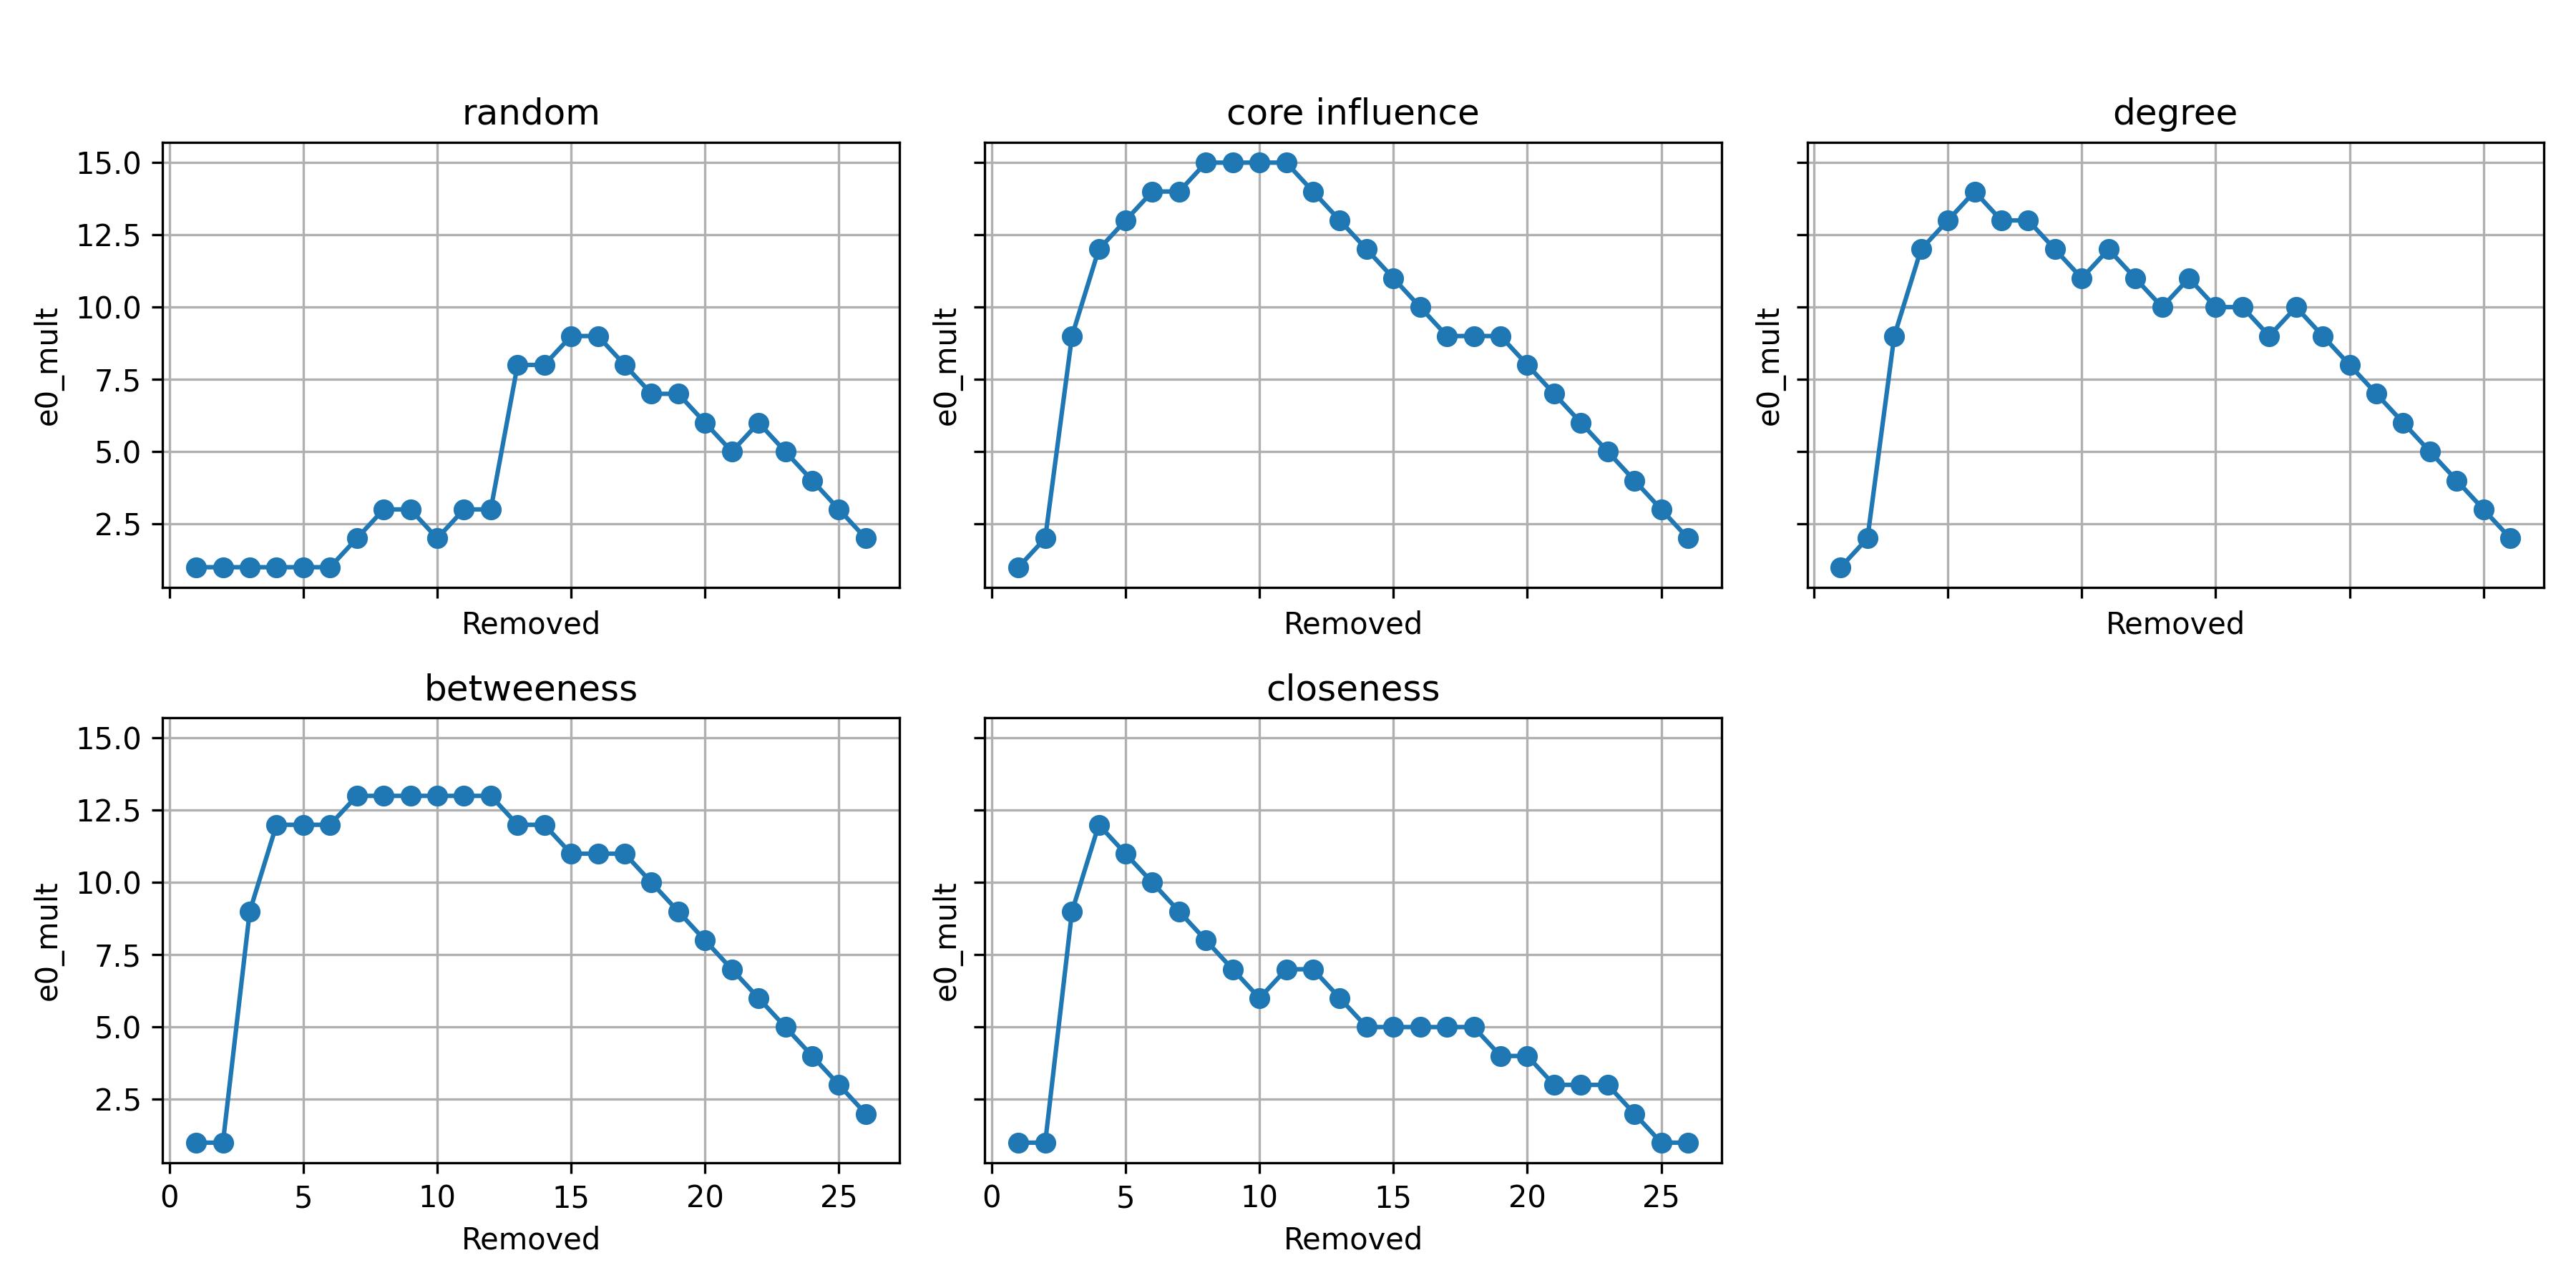 random
15.0
12.5
10.0
7.5
5.0
2.5
e0_mult
Removed
core influence
e0_mult
Removed
degree
e0_mult
Removed
betweeness
15.0
12.5
10.0
7.5
5.0
2.5
e0_mult
0 5 10 15 20 25
Removed
closeness
e0_mult
0 5 10 15 20 25
Removed